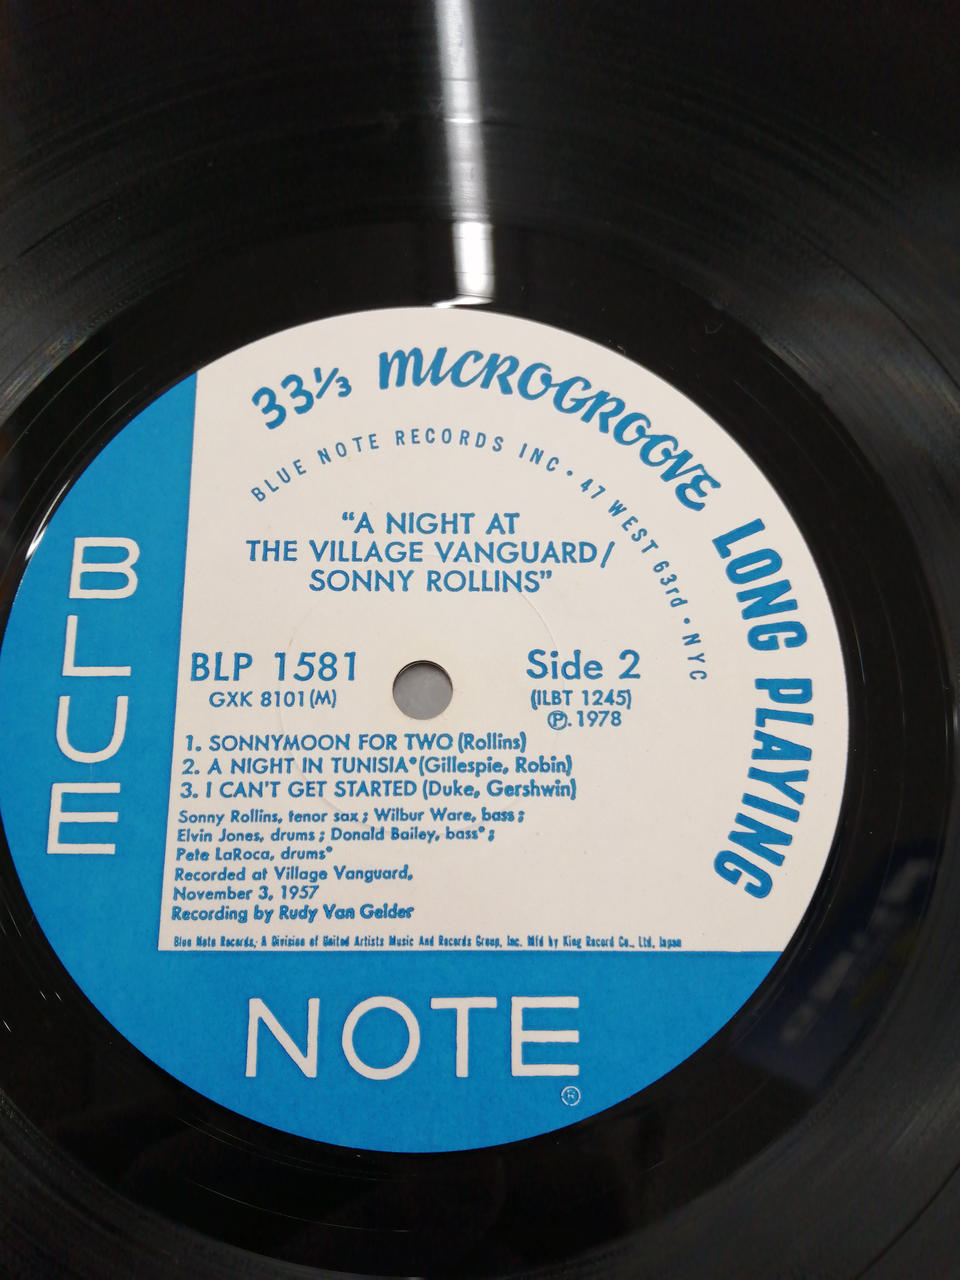 33⅓ MICROGROOVE LONG PLAYING
BLUE NOTE RECORDS INC • 47 WEST 63rd • NYC
“A NIGHT AT
THE VILLAGE VANGUARD/
SONNY ROLLINS”
BLP 1581
GXK 8101(M)
Side 2
(ILBT 1245)
Ⓟ.1978
1. SONNYMOON FOR TWO (Rollins)
2. A NIGHT IN TUNISIA* (Gillespie, Robin)
3. I CAN'T GET STARTED (Duke, Gershwin)
Sonny Rollins, tenor sax; Wilbur Ware, bass;
Elvin Jones, drums; Donald Bailey, bass*;
Pete LaRoca, drums*
Recorded at Village Vanguard,
November 3, 1957
Recording by Rudy Van Gelder
Blue Note Records, A Division of United Artists Music And Records Group, Inc. Mfd by King Record Co., Ltd, Japan
BLUE
NOTE
®